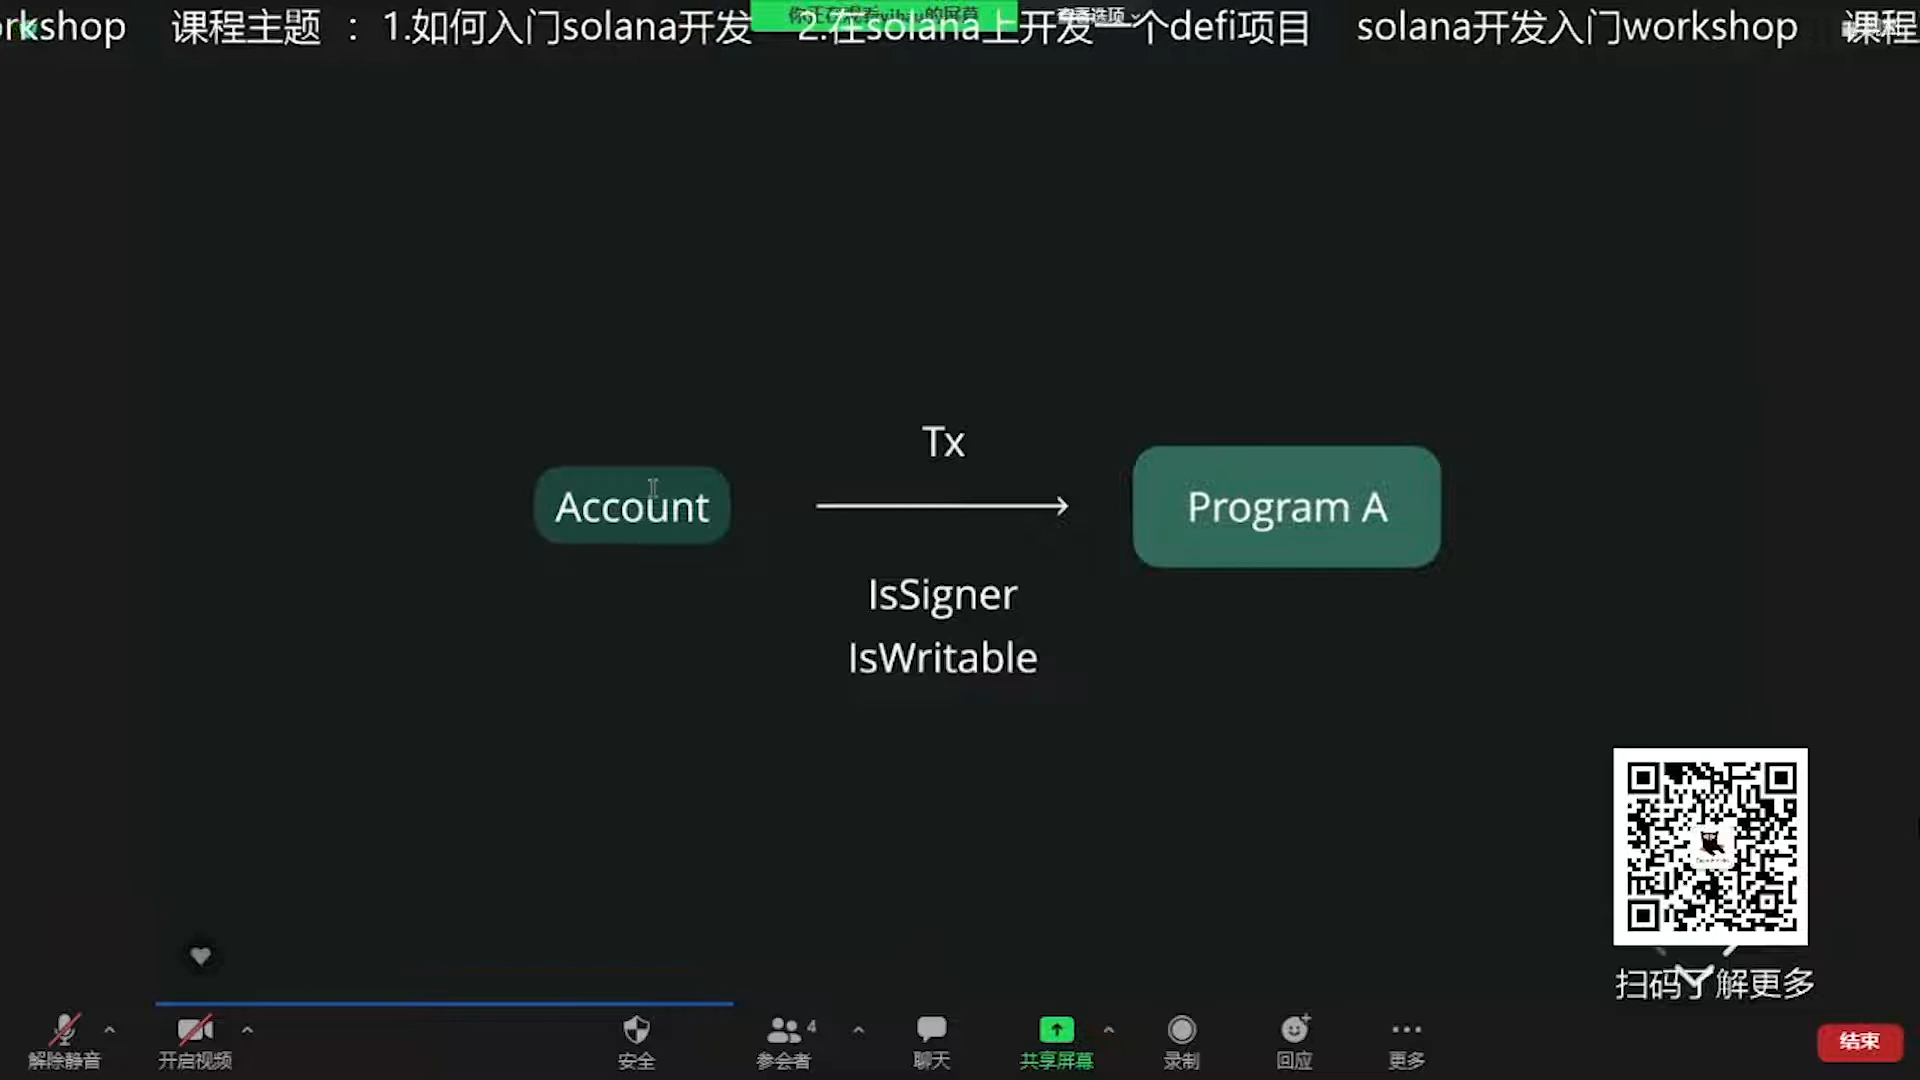 rkshop 课程主题 : 1.如何入门solana开发 2.在solana上开发一个defi项目 solana开发入门workshop 课程
查看选项
Tx
Account
Program A
IsSigner
IsWritable
扫码了解更多
解除静音
开启视频
安全
4
参会者
聊天
共享屏幕
录制
回应
更多
结束